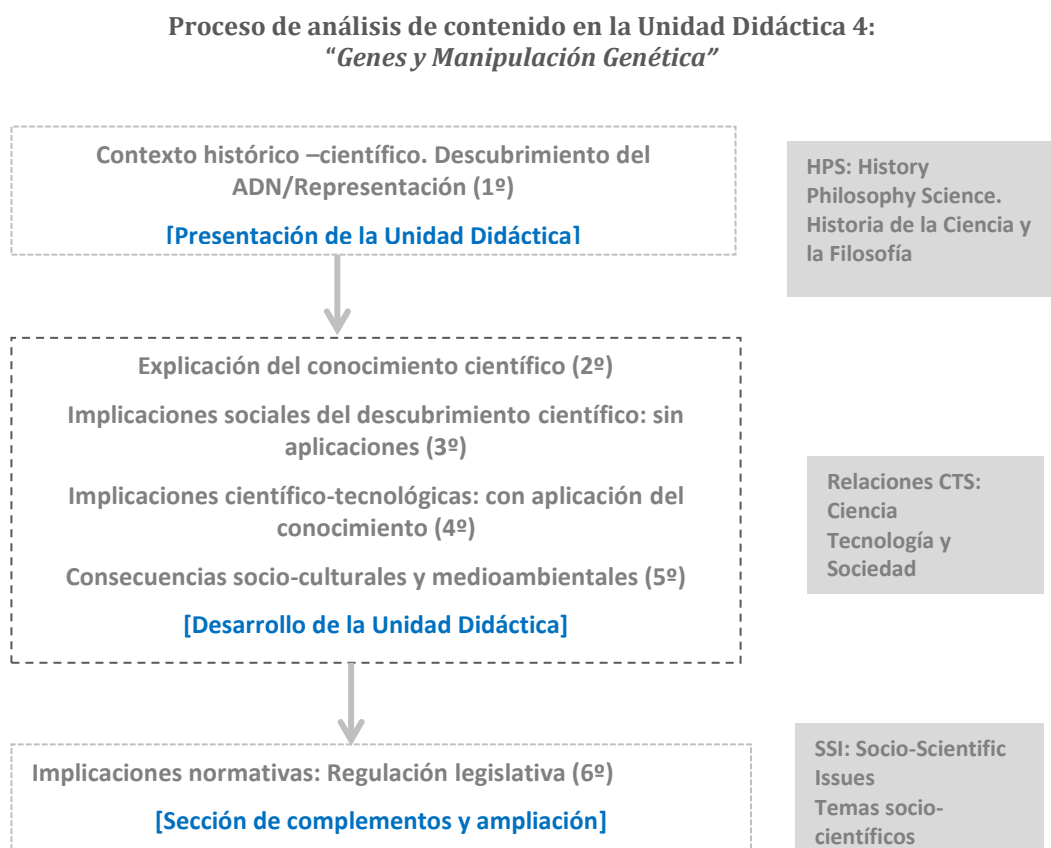 Proceso de análisis de contenido en la Unidad Didáctica 4:
“Genes y Manipulación Genética”
Contexto histórico –científico. Descubrimiento del
ADN/Representación (1º)
[Presentación de la Unidad Didáctica]
HPS: History
Philosophy Science.
Historia de la Ciencia y
la Filosofía
Explicación del conocimiento científico (2º)
Implicaciones sociales del descubrimiento científico: sin
aplicaciones (3º)
Implicaciones científico-tecnológicas: con aplicación del
conocimiento (4º)
Consecuencias socio-culturales y medioambientales (5º)
[Desarrollo de la Unidad Didáctica]
Relaciones CTS:
Ciencia
Tecnología y
Sociedad
Implicaciones normativas: Regulación legislativa (6º)
[Sección de complementos y ampliación]
SSI: Socio-Scientific
Issues
Temas socio-
científicos